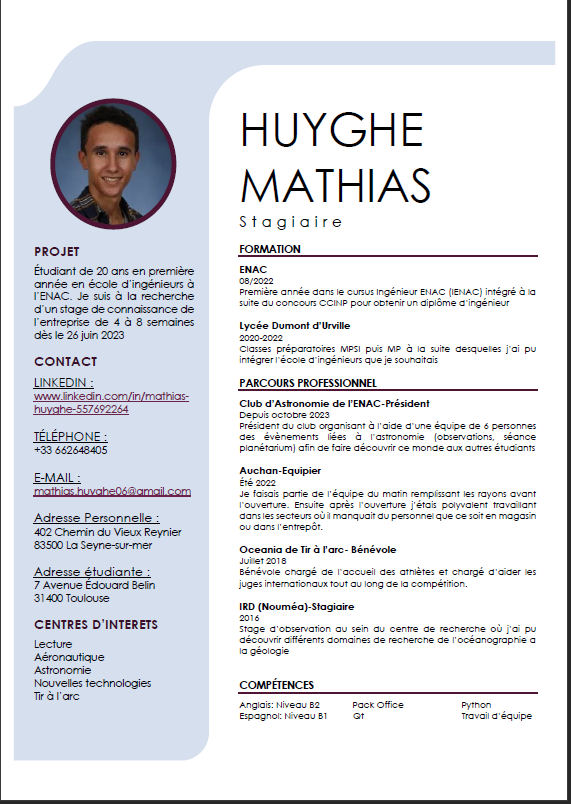 HUYGHE
MATHIAS
Stagiaire
PROJET
Étudiant de 20 ans en première
année en école d'ingénieurs à
l'ENAC. Je suis à la recherche
d'un stage de connaissance de
l'entreprise de 4 à 8 semaines
dès le 26 juin 2023
CONTACT
LINKEDIN :
www.linkedin.com/in/mathias-
huyghe-557692264
TÉLÉPHONE :
+33 662648405
E-MAIL :
mathias.huyghe06@gmail.com
Adresse Personnelle :
402 Chemin du Vieux Reynier
83500 La Seyne-sur-mer
Adresse étudiante :
7 Avenue Édouard Belin
31400 Toulouse
CENTRES D'INTERETS
Lecture
Aéronautique
Astronomie
Nouvelles technologies
Tir à l'arc
FORMATION
ENAC
08/2022
Première année dans le cursus Ingénieur ENAC (IENAC) intégré à la
suite du concours CCINP pour obtenir un diplôme d'ingénieur
Lycée Dumont d'Urville
2020-2022
Classes préparatoires MPSI puis MP à la suite desquelles j'ai pu
intégrer l'école d'ingénieurs que je souhaitais
PARCOURS PROFESSIONNEL
Club d'Astronomie de l'ENAC-Président
Depuis octobre 2023
Président du club organisant à l'aide d'une équipe de 6 personnes
des évènements liées à l'astronomie (observations, séance
planétarium) afin de faire découvrir ce monde aux autres étudiants
Auchan-Equipier
Été 2022
Je faisais partie de l'équipe du matin remplissant les rayons avant
l'ouverture. Ensuite après l'ouverture j'étais polyvalent travaillant
dans les secteurs où il manquait du personnel que ce soit en magasin
ou dans l'entrepôt.
Oceania de Tir à l'arc- Bénévole
Juillet 2018
Bénévole chargé de l'accueil des athlètes et chargé d'aider les
juges internationaux tout au long de la compétition.
IRD (Nouméa)-Stagiaire
2016
Stage d'observation au sein du centre de recherche où j'ai pu
découvrir différents domaines de recherche de l'océanographie a
la géologie
COMPÉTENCES
Anglais: Niveau B2 Pack Office Python
Espagnol: Niveau B1 Qt Travail d'équipe